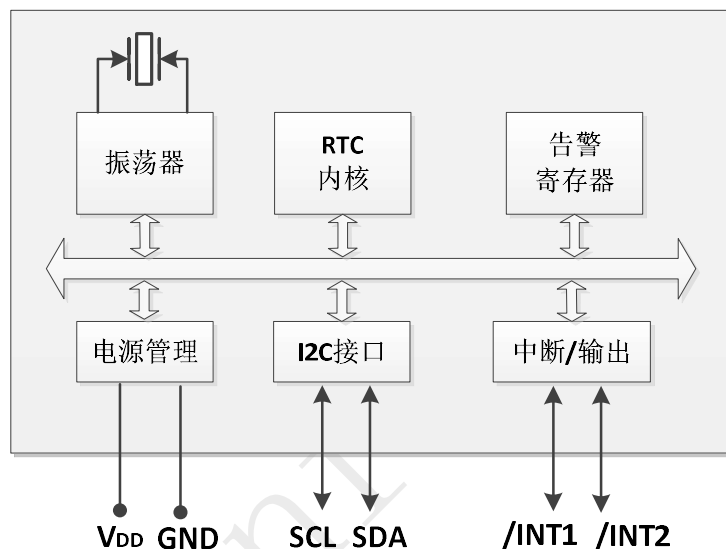 振荡器
RTC
内核
告警
寄存器
电源管理
I2C接口
中断/输出
VDD GND SCL SDA /INT1 /INT2